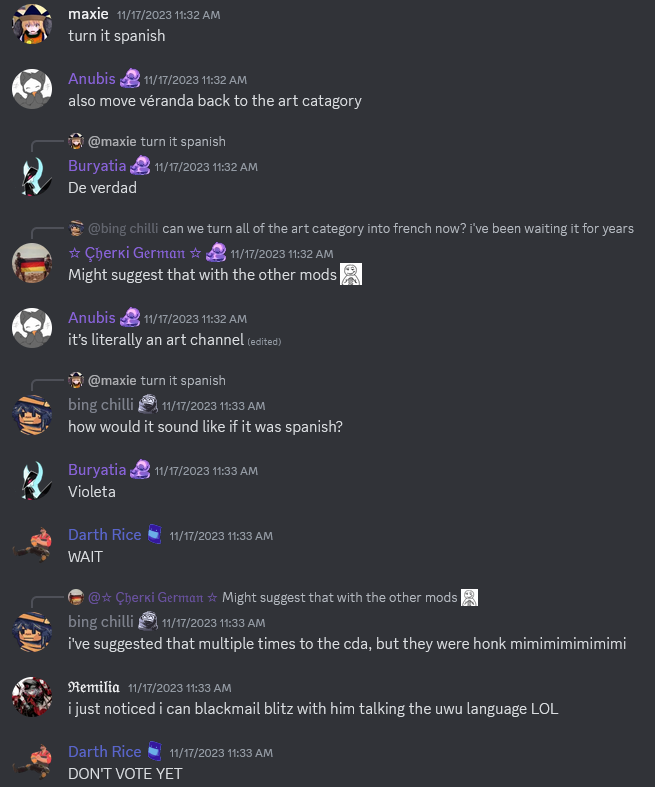 maxie 11/17/2023 11:32 AM
turn it spanish
Anubis 11/17/2023 11:32 AM
also move véranda back to the art catagory
@maxie turn it spanish
Buryatia 11/17/2023 11:32 AM
De verdad
@bing chilli can we turn all of the art category into french now? i've been waiting it for years
☆ Çɧerкi Gєrmaռ ☆ 11/17/2023 11:32 AM
Might suggest that with the other mods
Anubis 11/17/2023 11:32 AM
it's literally an art channel (edited)
@maxie turn it spanish
bing chilli 11/17/2023 11:33 AM
how would it sound like if it was spanish?
Buryatia 11/17/2023 11:33 AM
Violeta
Darth Rice 11/17/2023 11:33 AM
WAIT
@☆ Çɧerкi Gєrmaռ ☆ Might suggest that with the other mods
bing chilli 11/17/2023 11:33 AM
i've suggested that multiple times to the cda, but they were honk mimimimimimimi
𝕽𝖊𝖒𝖎𝖑𝖎𝖆 11/17/2023 11:33 AM
i just noticed i can blackmail blitz with him talking the uwu language LOL
Darth Rice 11/17/2023 11:33 AM
DON'T VOTE YET